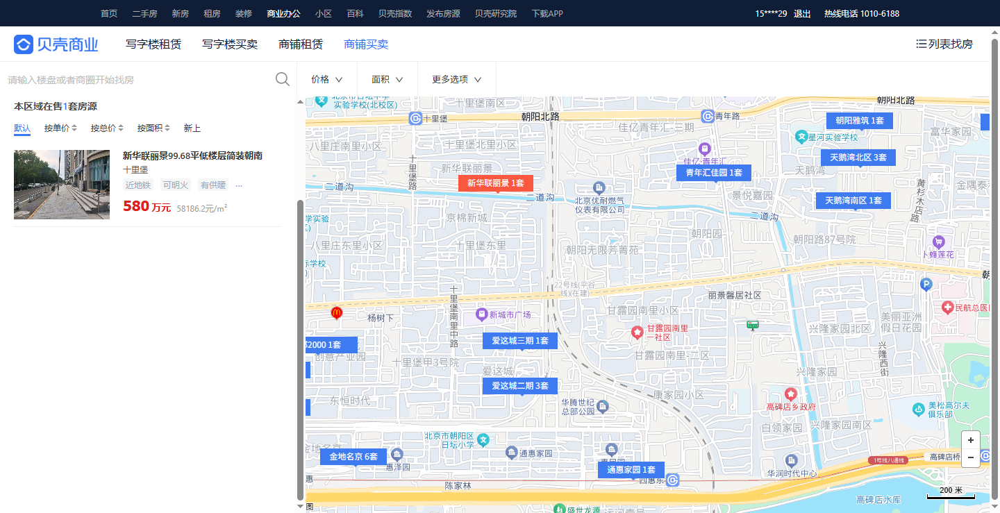 首页 二手房 新房 租房 装修 商业办公 小区 百科 贝壳指数 发布房源 贝壳研究院 下载APP 15****29 退出 热线电话 1010-6188
贝壳商业 写字楼租赁 写字楼买卖 商铺租赁 商铺买卖 列表找房
请输入楼盘或者商圈开始找房 价格 面积 更多选项
本区域在售1套房源
默认 按单价 按总价 按面积 新上
新华联丽景99.68平低楼层简装朝南
十里堡
近地铁 可明火 有供暖 ...
580 万元 58186.2元/m²
实验学校(北校区)
十里堡南区
朝阳北路
朝阳北路
十里堡
青年路
朝阳雅筑 1套
佳亿青年汇-三期
富华家园
星河实验学校
八里庄南里小区
十里堡北里小区
佳亿·青年汇
天鹅湾北区 3套
十里堡路
新华联丽景
青年汇佳园 1套
天鹅湾
新华联丽景 1套
二道沟
二道沟
黄杉木店路
金隅泰
北京优耐燃气
仪表有限公司
景悦嘉园
天鹅湾南区 1套
二道沟
京棉新城
学实验
朝阳园
朝阳路87号院
八里庄东里小区
十里堡东里
朝阳无限芳菁苑
卜蜂莲花
际学校
22号线(平谷
线)(在建)
丽景馨居社区
朝
十里堡南里中路
甘露园南里小区
民航总医
杨树下
新城市广场
美丽亚洲
假日花园
甘露园南里
一社区
兴隆家园北区
爱这城三期 1套
2000 1套
创意产业园
兴隆西街
甘露园南里-二区
十里堡甲3号院
爱这城
兴隆家园
爱这城二期 3套
康家园小区
东恒时代
华腾世纪
总部公园
高碑店乡政府
美松高尔夫
俱乐部
白领家园
兴隆家园南区
北京市朝阳区
日坛小学
金地名京
+
通惠家园
金地名京 6套
惠泽园
−
高碑店桥
1号线八通线
通惠家园 1套
华润时代中心
惠
四惠东
陈家林
200 米
高碑店水库
图
盛世龙源